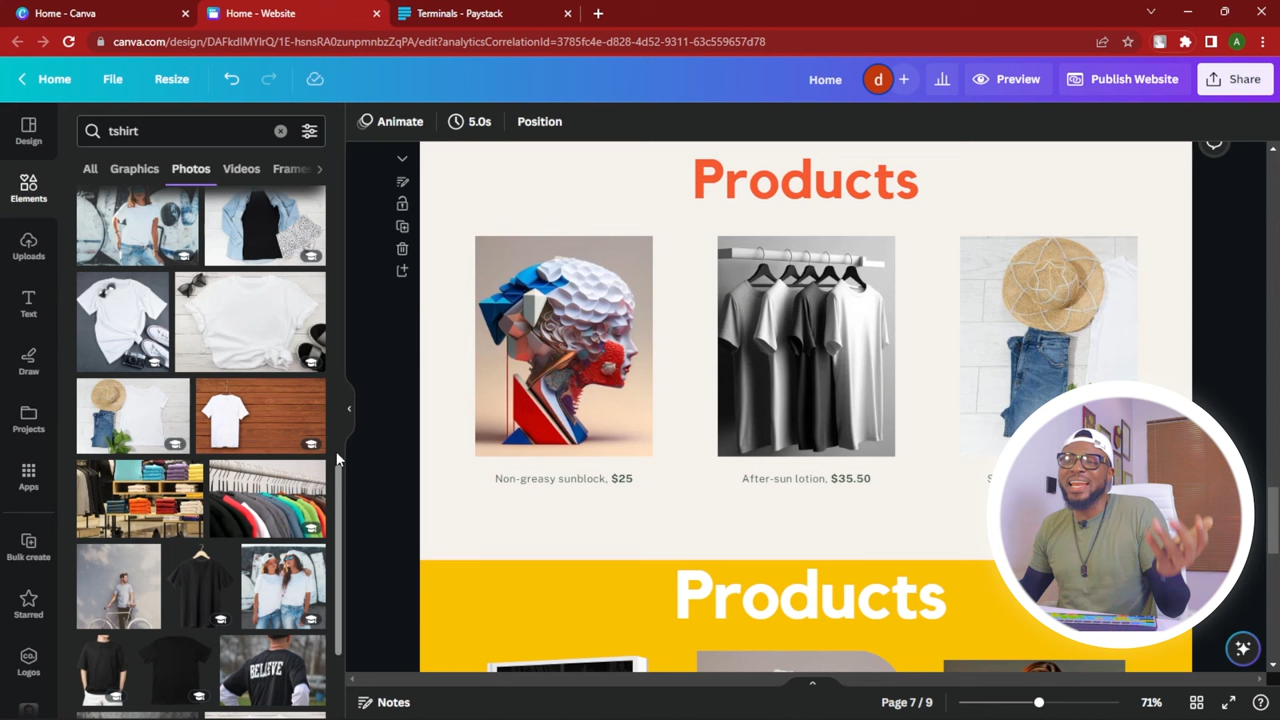 Home - Canva
Home - Website
Terminals - Paystack
canva.com/design/DAFkdlMYlrQ/1E-hsnsRA0zunpmnbzZqPA/edit?analyticsCorrelationId=3785fc4e-d828-4d52-9311-63c559657d78
A
Home
File
Resize
Home
d
Preview
Publish Website
Share
Design
Elements
Uploads
Text
Draw
Projects
Apps
Bulk create
Starred
Logos
tshirt
All
Graphics
Photos
Videos
Frames
BELIEVE
Animate
5.0s
Position
Products
Non-greasy sunblock, $25
After-sun lotion, $35.50
Products
Notes
Page 7 / 9
71%